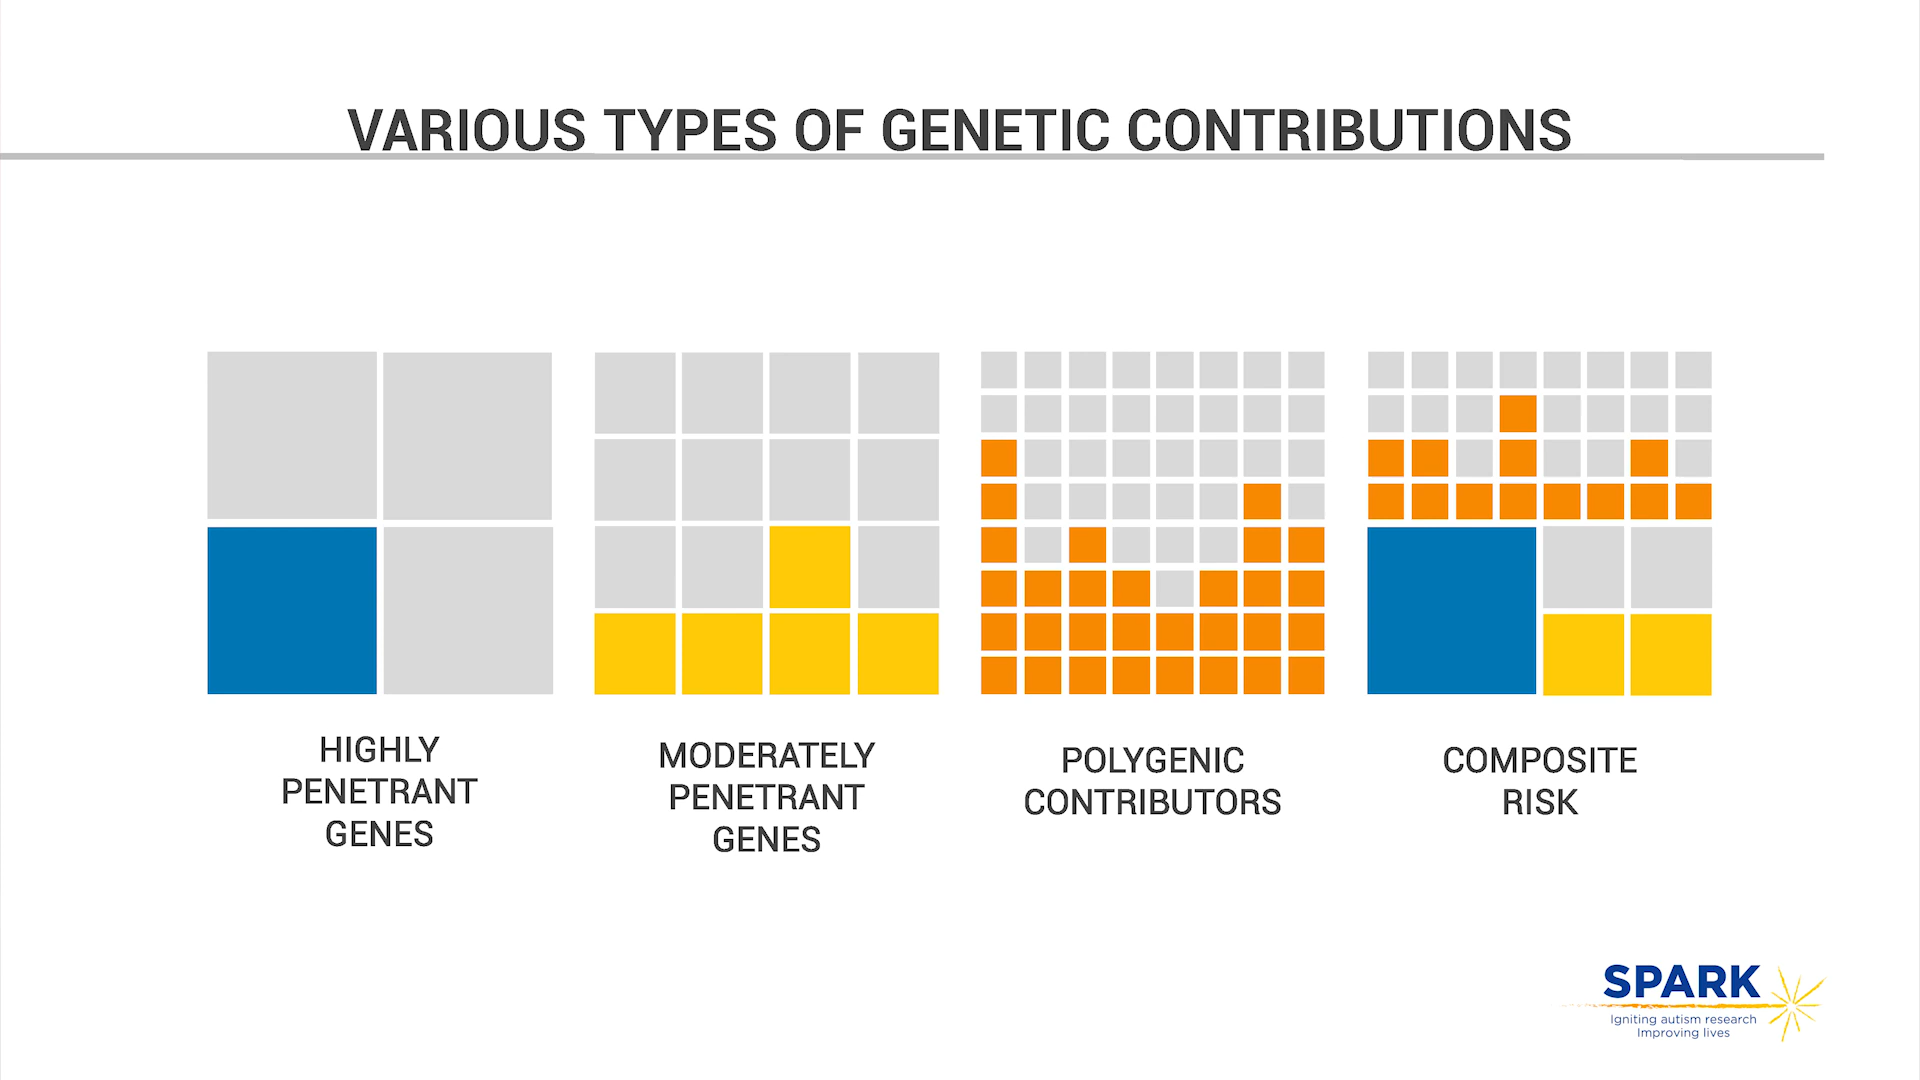 VARIOUS TYPES OF GENETIC CONTRIBUTIONS
HIGHLY
PENETRANT
GENES
MODERATELY
PENETRANT
GENES
POLYGENIC
CONTRIBUTORS
COMPOSITE
RISK
SPARK
Igniting autism research
Improving lives